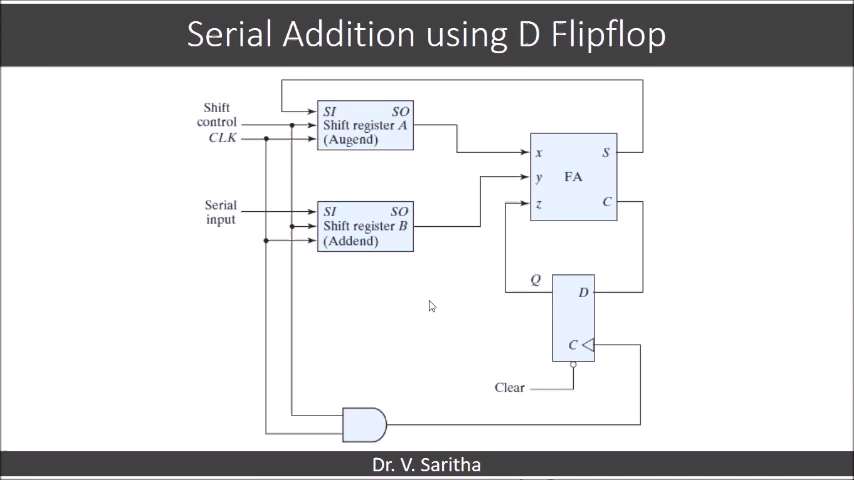 Serial Addition using D Flipflop
Shift
control
CLK
SI SO
Shift register A
(Augend)
x S
y FA
z C
Serial
input
SI SO
Shift register B
(Addend)
Q
D
C
Clear
Dr. V. Saritha